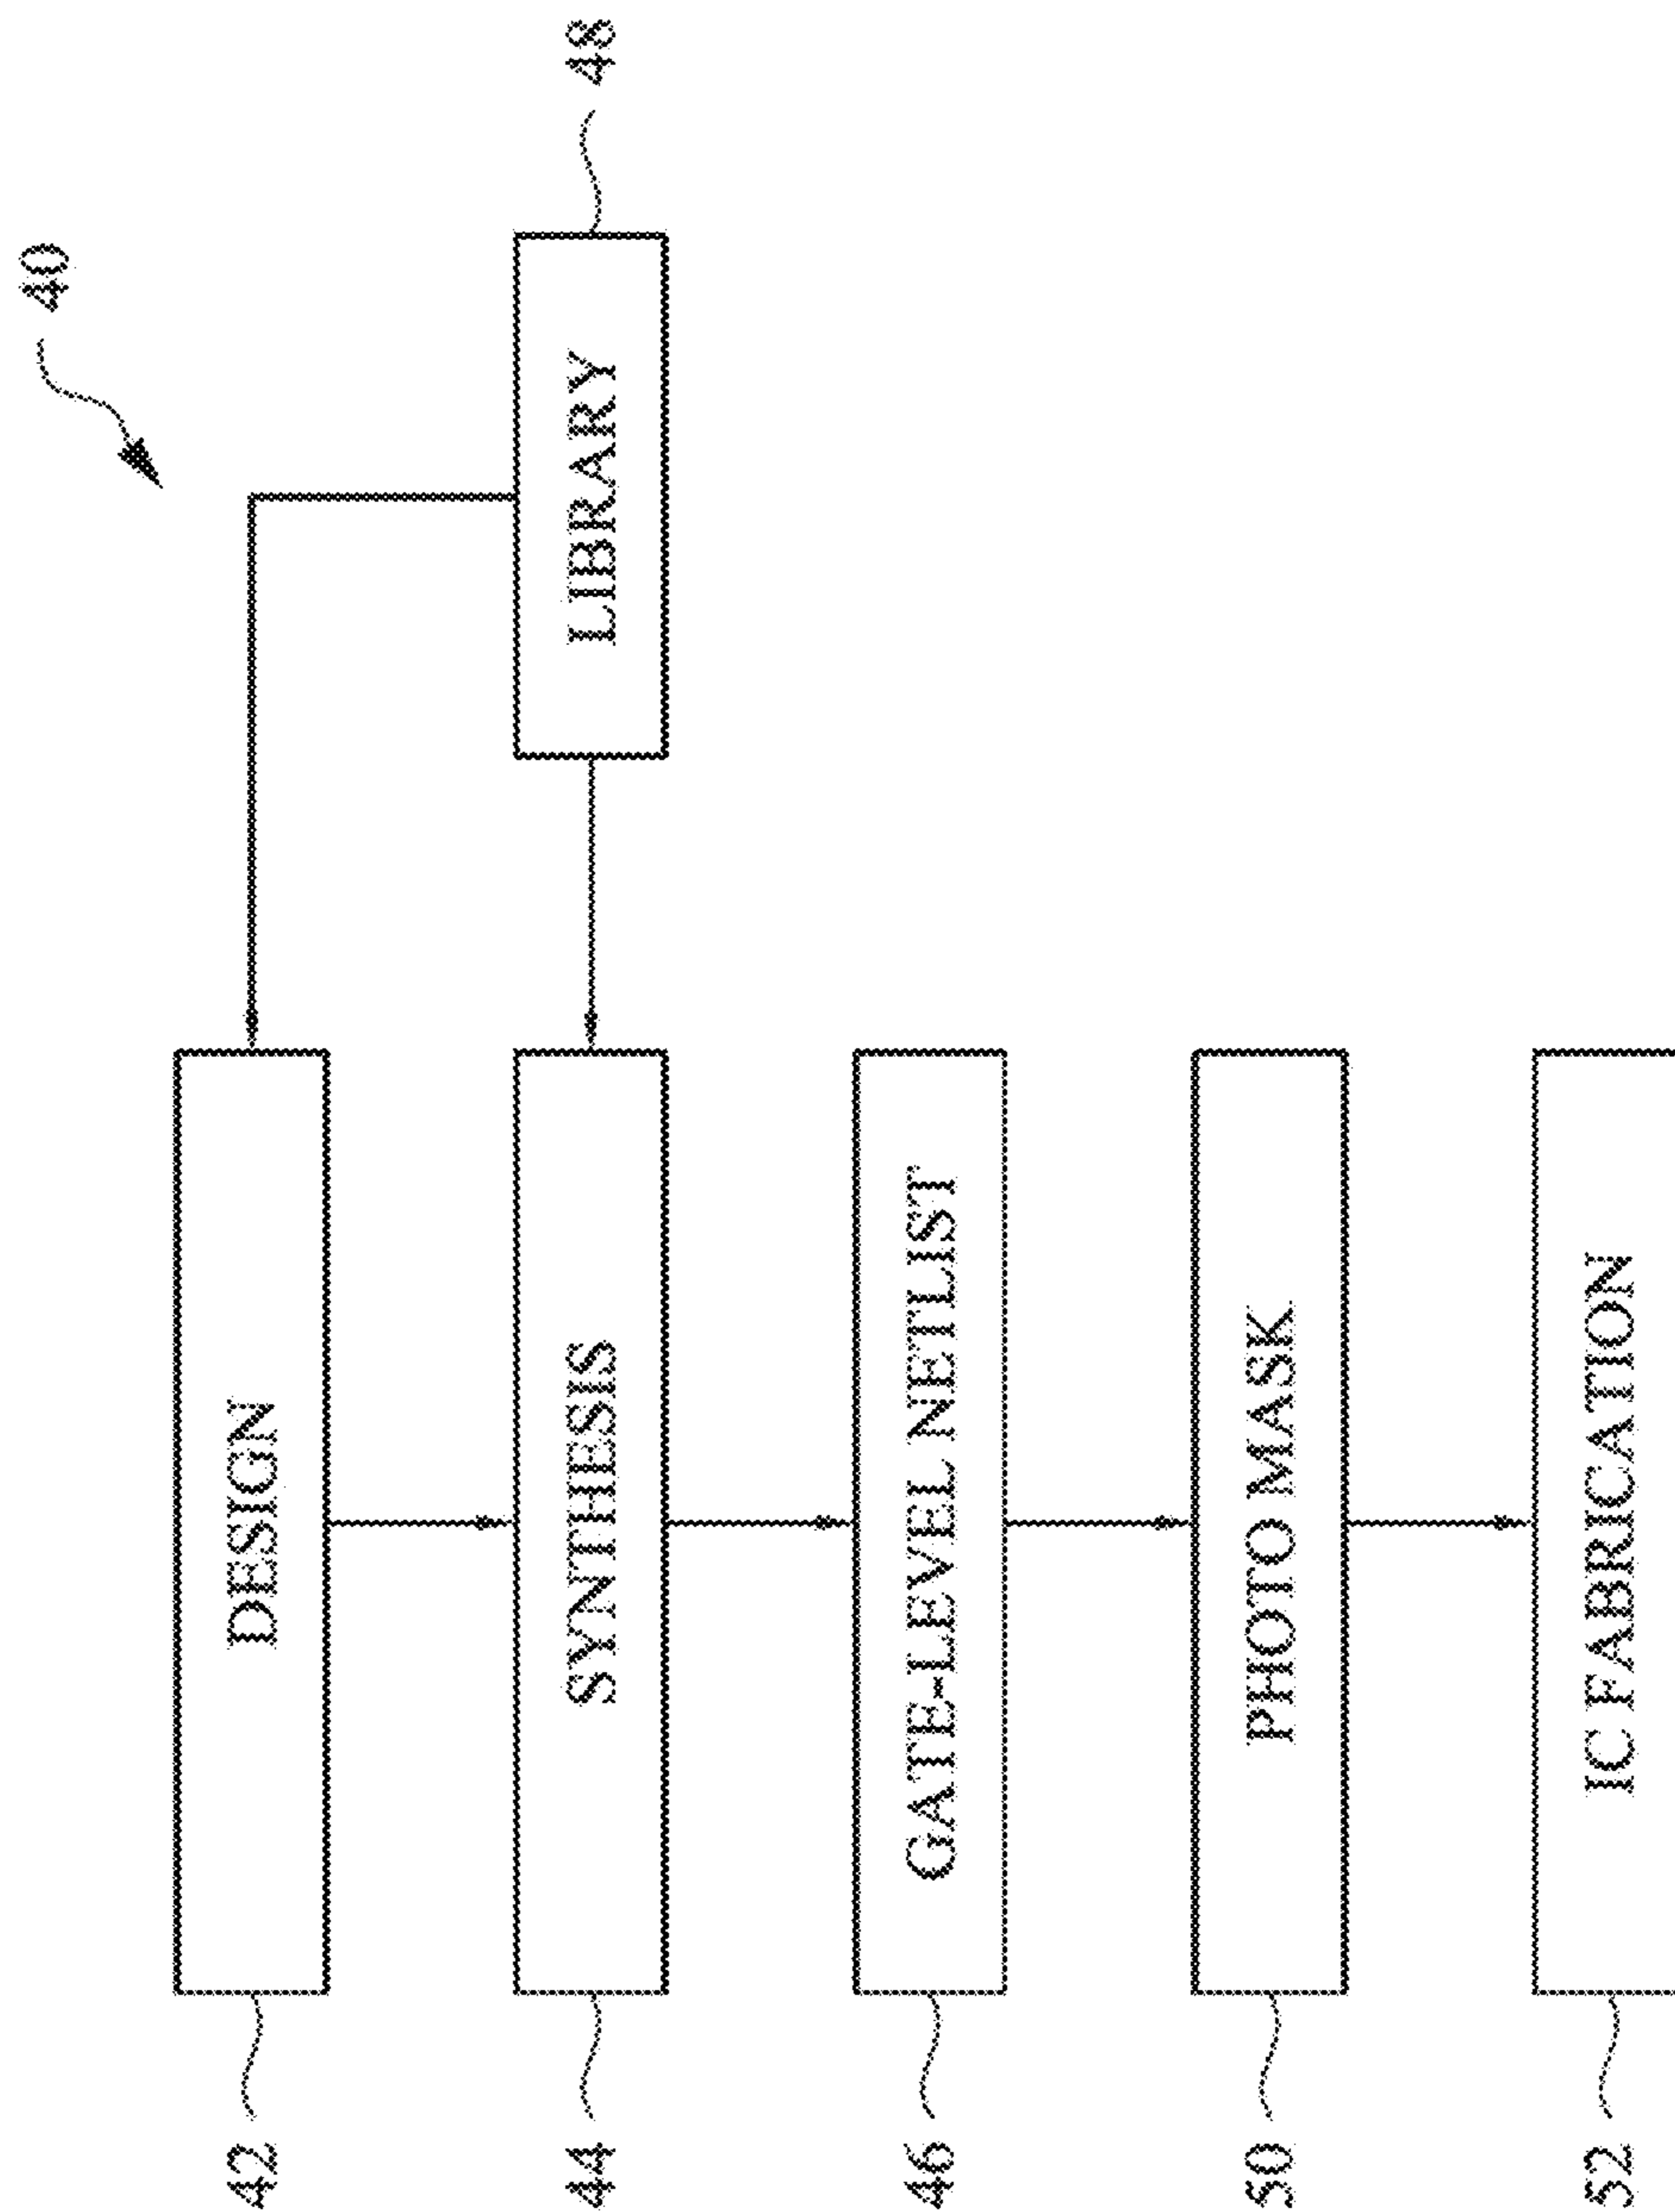 40
42
DESIGN
44
SYNTHESIS
LIBRARY
48
46
GATE-LEVEL NETLIST
50
PHOTO MASK
52
IC FABRICATION